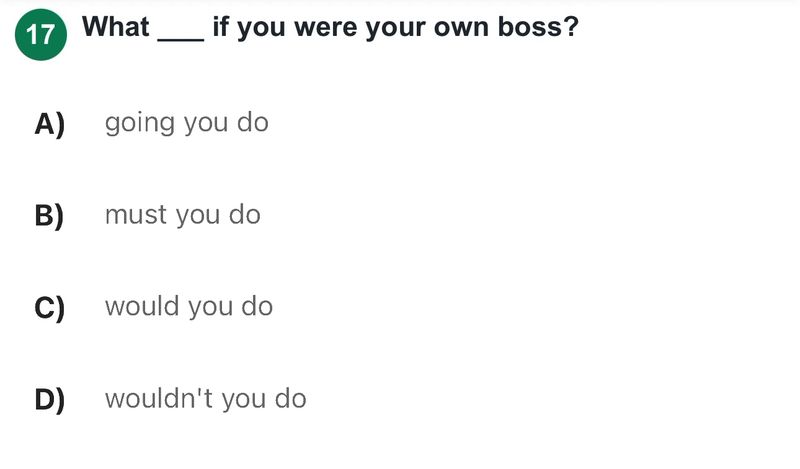 17 What ___ if you were your own boss?
A) going you do
B) must you do
C) would you do
D) wouldn't you do